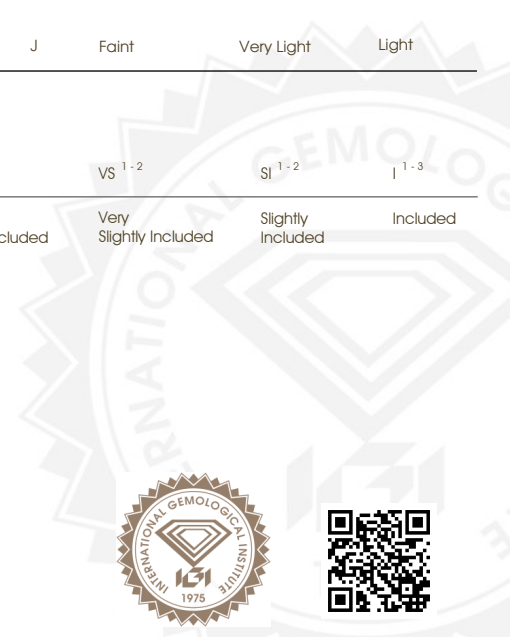 J Faint Very Light Light
VS 1 - 2 SI 1 - 2 I 1 - 3
Very Slightly Included
cluded Slightly Included Included
INTERNATIONAL GEMOLOGICAL INSTITUTE
IGI
1975